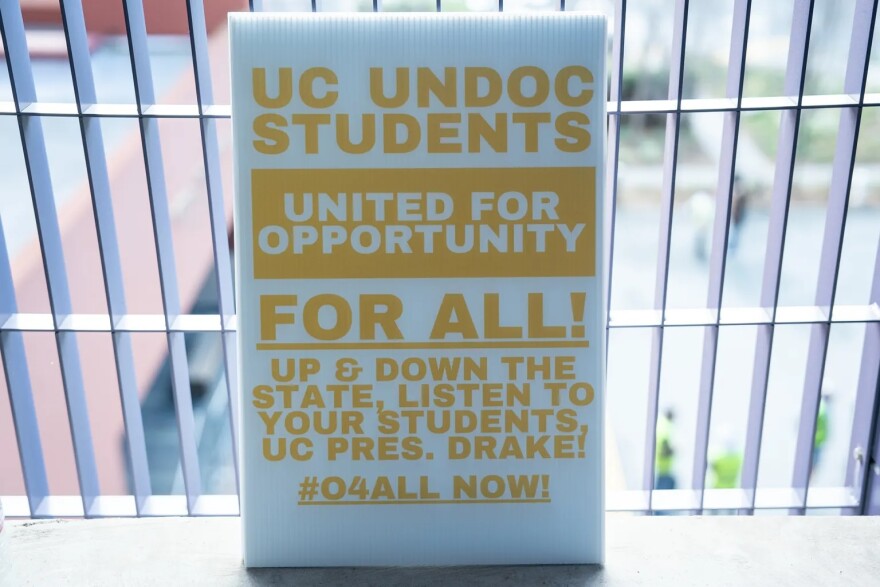 UC UNDOC
STUDENTS
UNITED FOR
OPPORTUNITY
FOR ALL!
UP & DOWN THE
STATE, LISTEN TO
YOUR STUDENTS,
UC PRES. DRAKE!
#O4ALL NOW!